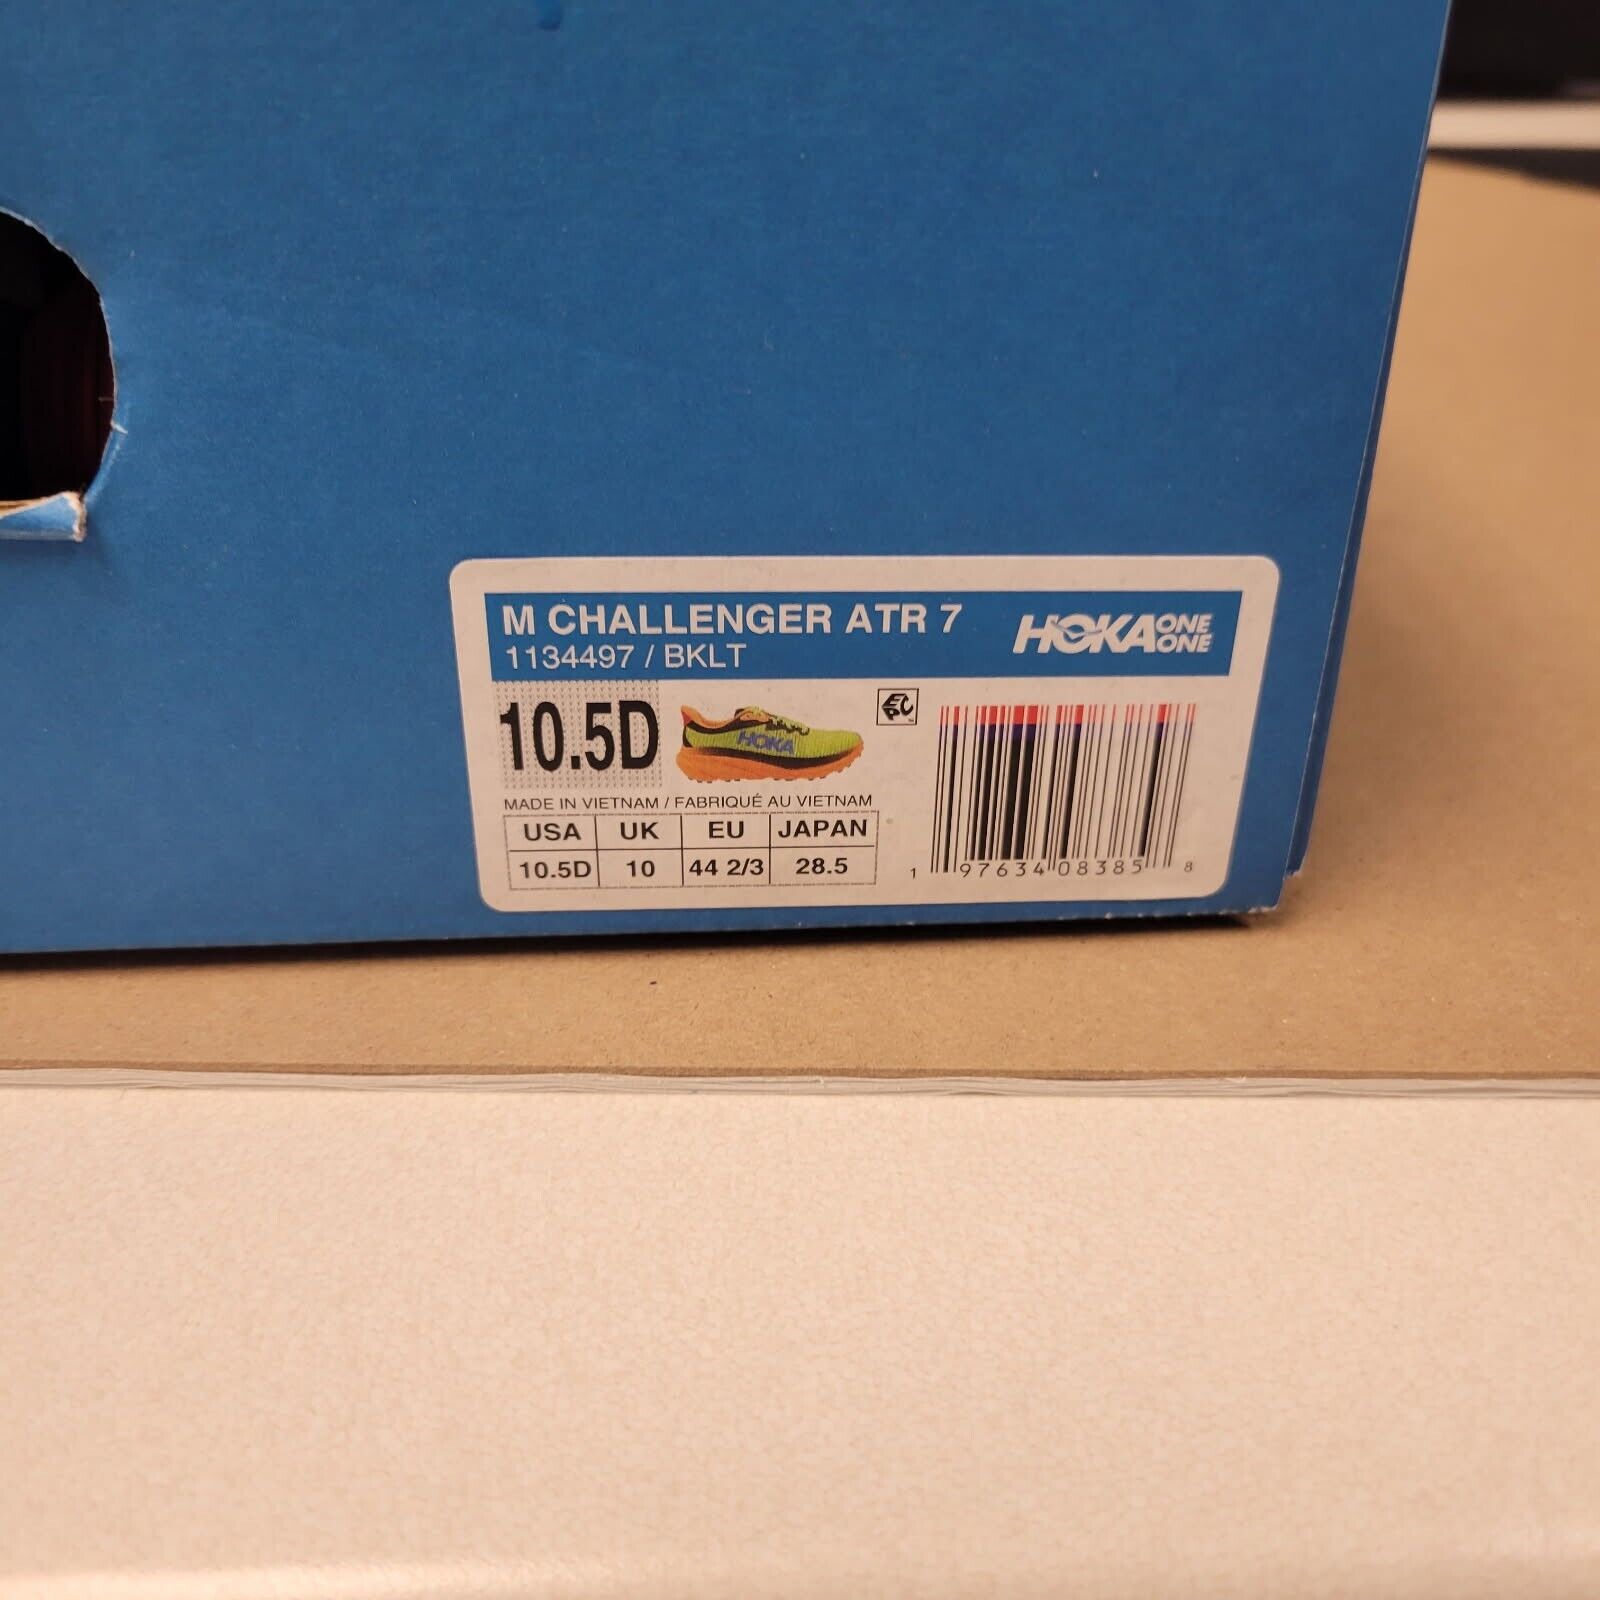 M CHALLENGER ATR 7
1134497 / BKLT
HOKA ONE ONE
10.5D
HOKA
EPC
MADE IN VIETNAM / FABRIQUÉ AU VIETNAM
USA UK EU JAPAN
10.5D 10 44 2/3 28.5
1 97634 08385 8